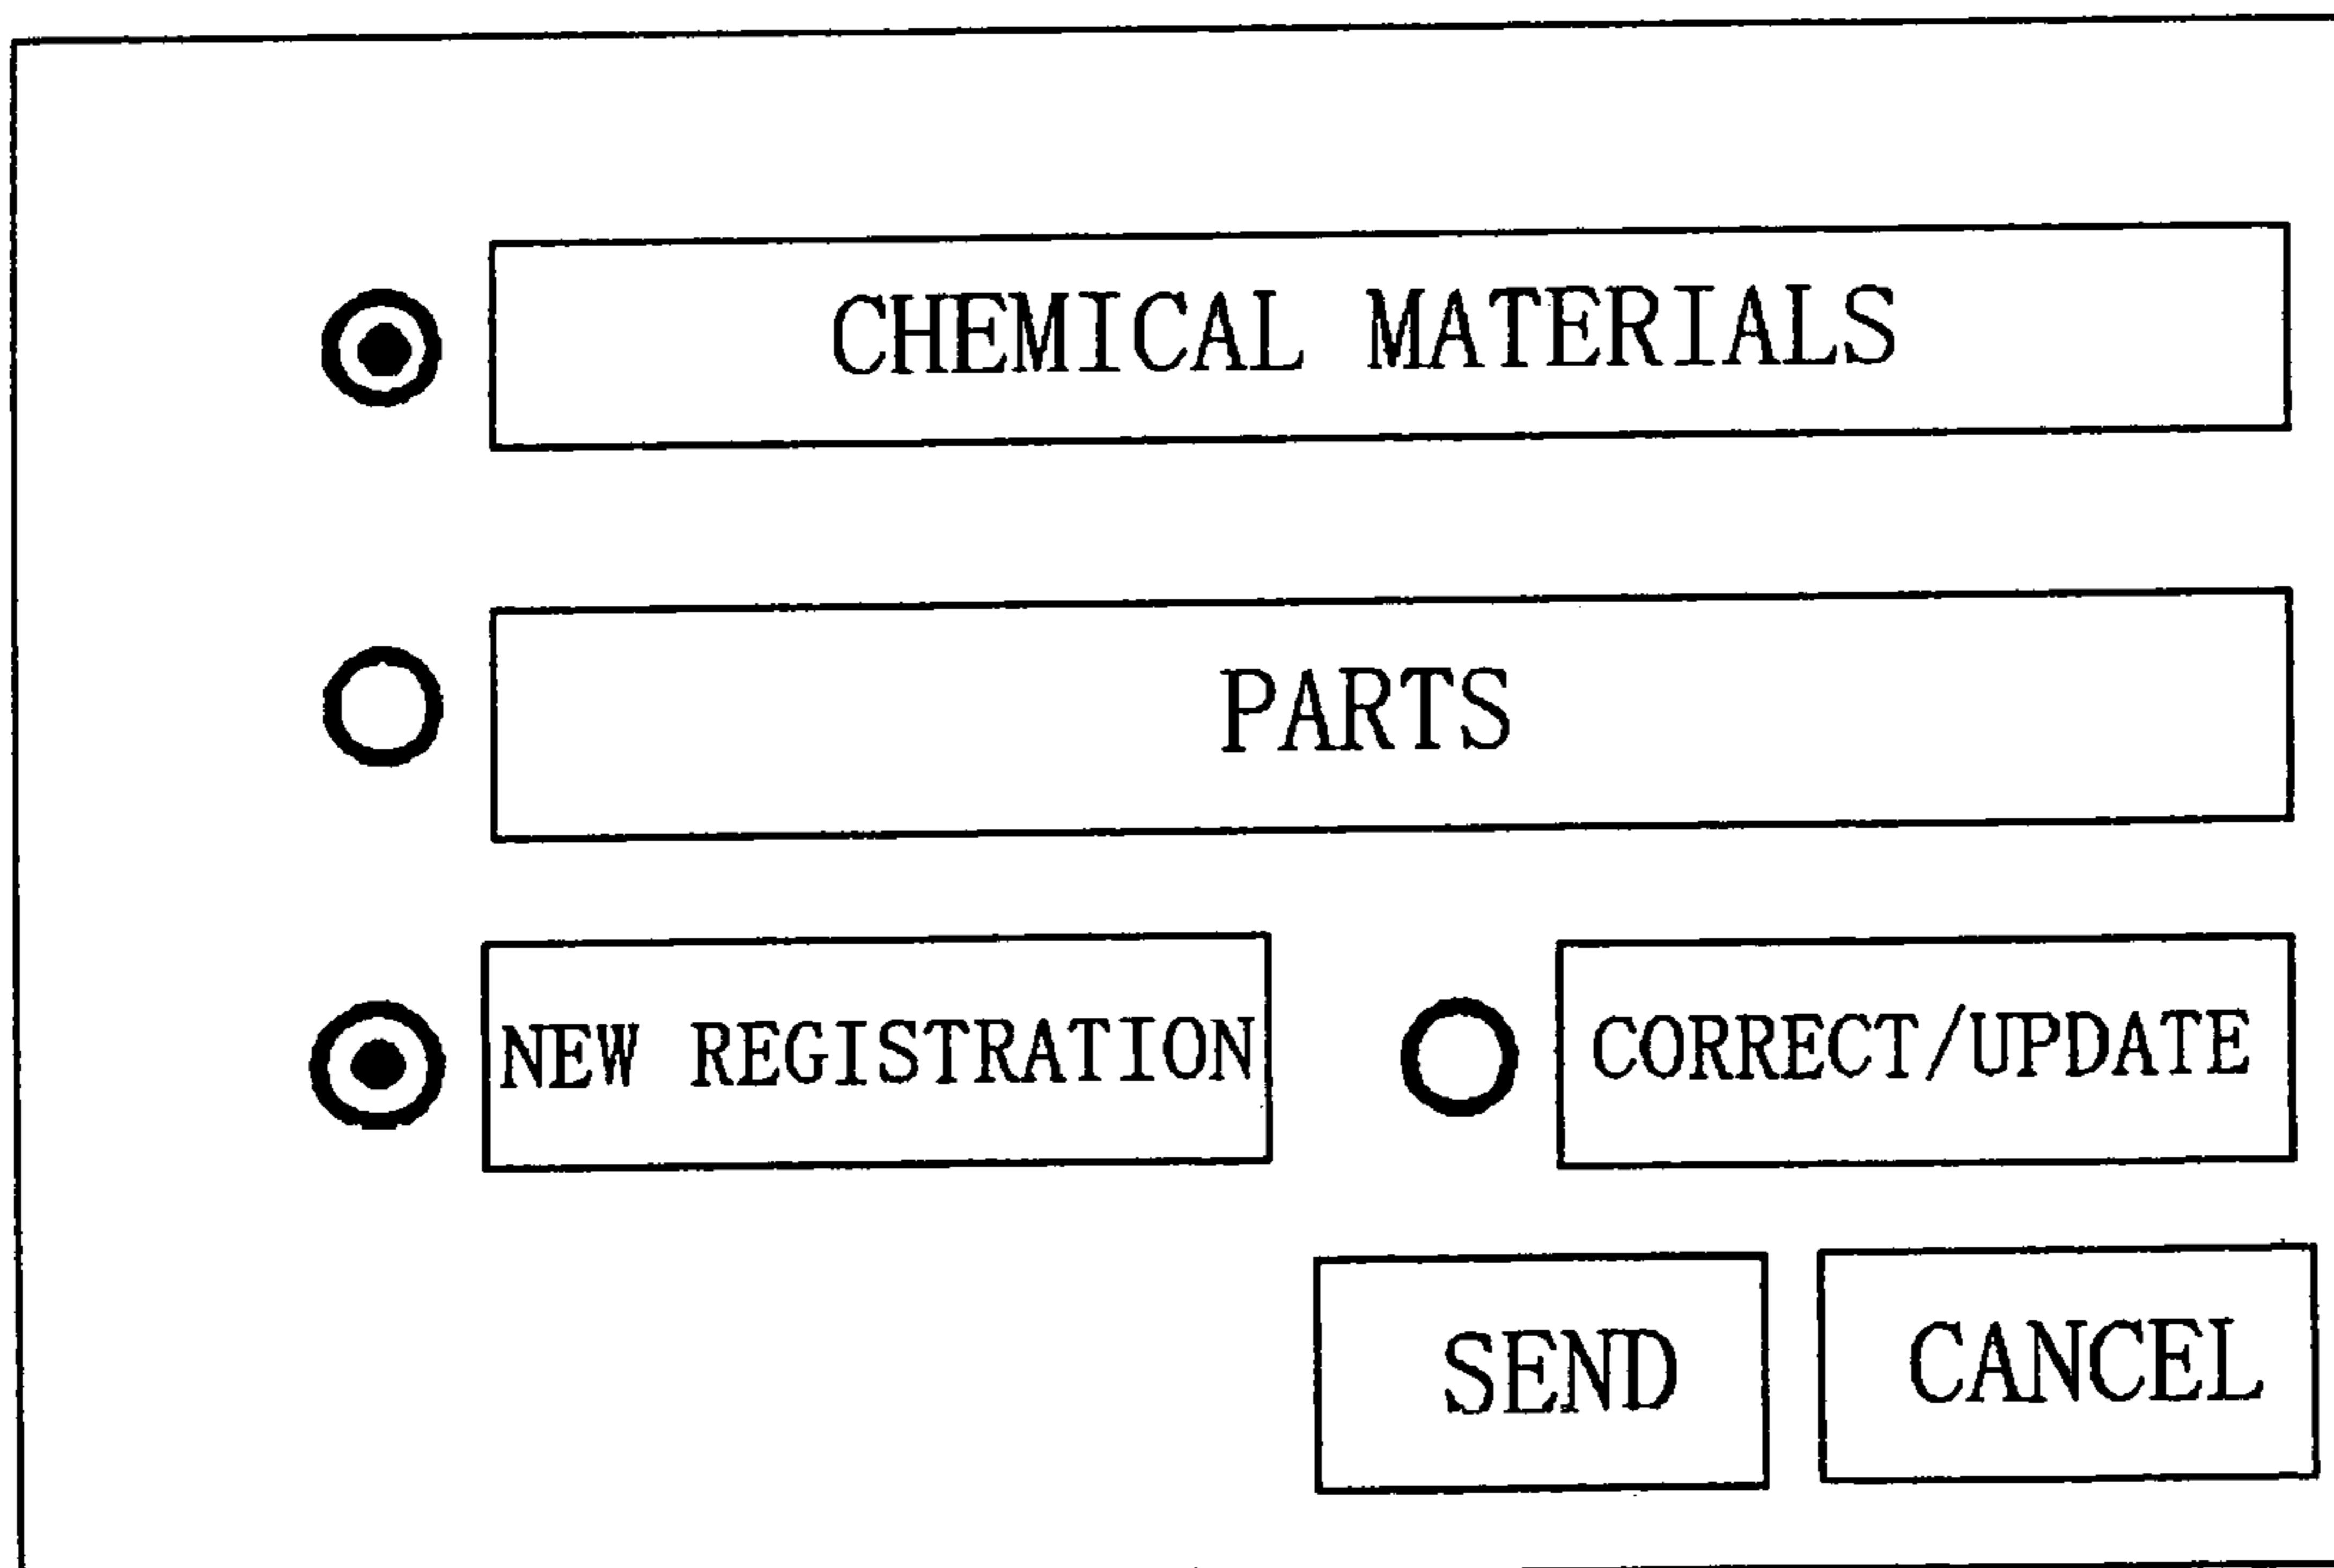 CHEMICAL MATERIALS
PARTS
NEW REGISTRATION CORRECT/UPDATE
SEND CANCEL